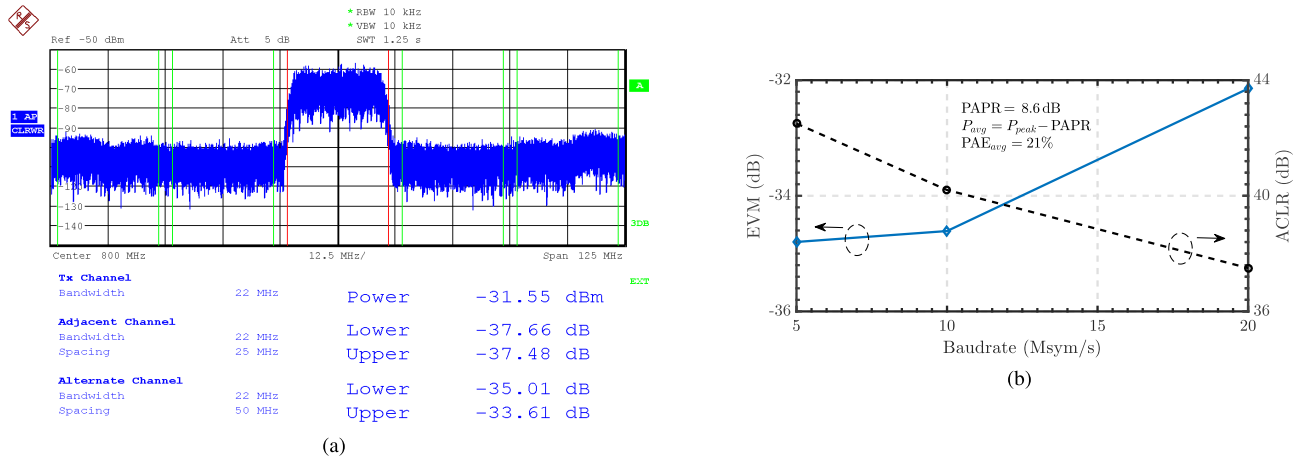 R
S
* RBW 10 kHz
* VBW 10 kHz
Ref -50 dBm Att 5 dB SWT 1.25 s
-60
-70
-80
-90
-130
-140
A
1 AP
CLRWR
3DB
Center 800 MHz 12.5 MHz/ Span 125 MHz
EXT
Tx Channel
Bandwidth 22 MHz Power -31.55 dBm
Adjacent Channel
Bandwidth 22 MHz Lower -37.66 dB
Spacing 25 MHz Upper -37.48 dB
Alternate Channel
Bandwidth 22 MHz Lower -35.01 dB
Spacing 50 MHz Upper -33.61 dB
(a)
-32
-34
-36
EVM (dB)
PAPR = 8.6 dB
Pavg = Ppeak−PAPR
PAEavg = 21%
44
40
36
ACLR (dB)
5 10 15 20
Baudrate (Msym/s)
(b)